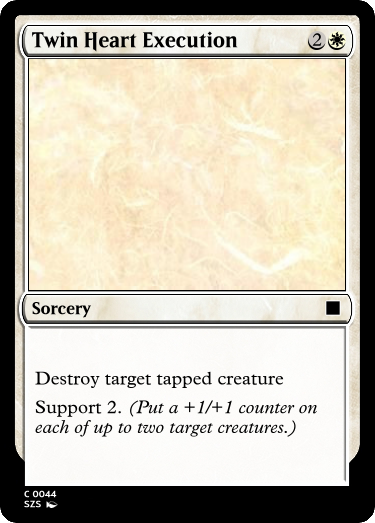 Twin Heart Execution 2
Sorcery
Destroy target tapped creature
Support 2. (Put a +1/+1 counter on
each of up to two target creatures.)
C 0044
SZS